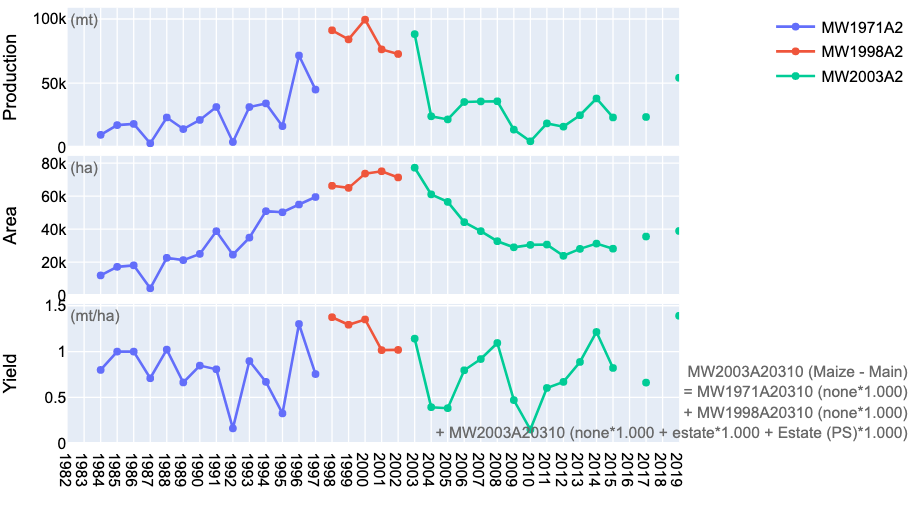 Production
(mt)
100k
50k
0
MW1971A2
MW1998A2
MW2003A2
Area
(ha)
80k
60k
40k
20k
0
Yield
(mt/ha)
1.5
1
0.5
0
MW2003A20310 (Maize - Main)
= MW1971A20310 (none*1.000)
+ MW1998A20310 (none*1.000)
+ MW2003A20310 (none*1.000 + estate*1.000 + Estate (PS)*1.000)
1982
1983
1984
1985
1986
1987
1988
1989
1990
1991
1992
1993
1994
1995
1996
1997
1998
1999
2000
2001
2002
2003
2004
2005
2006
2007
2008
2009
2010
2011
2012
2013
2014
2015
2016
2017
2018
2019